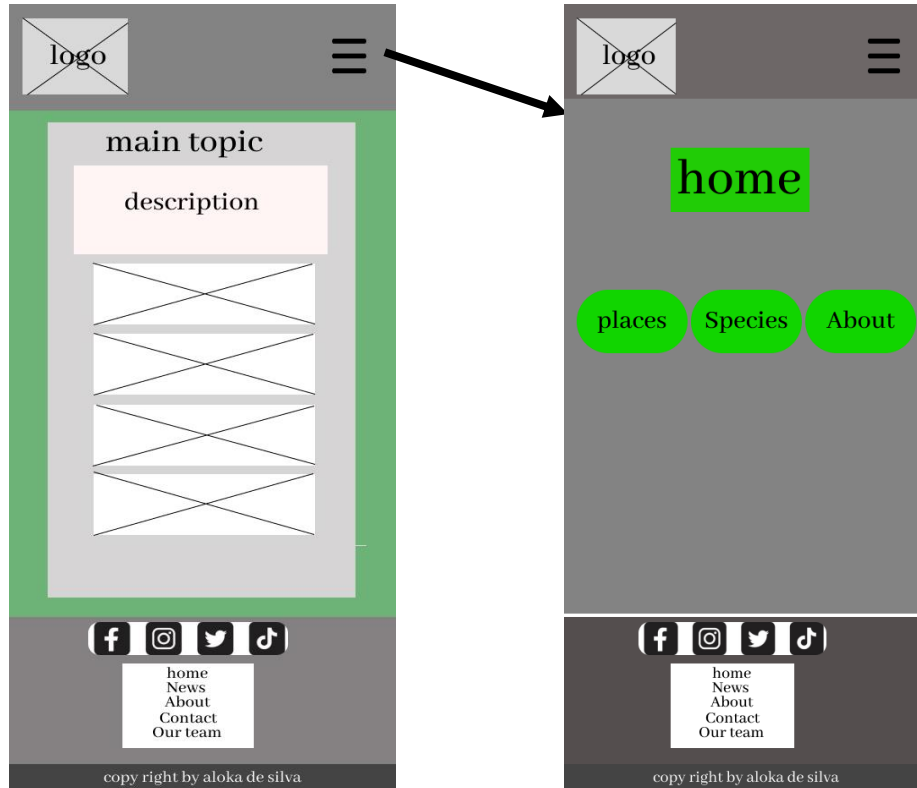 logo
main topic
description
home
News
About
Contact
Our team
copy right by aloka de silva
logo
home
places Species About
home
News
About
Contact
Our team
copy right by aloka de silva